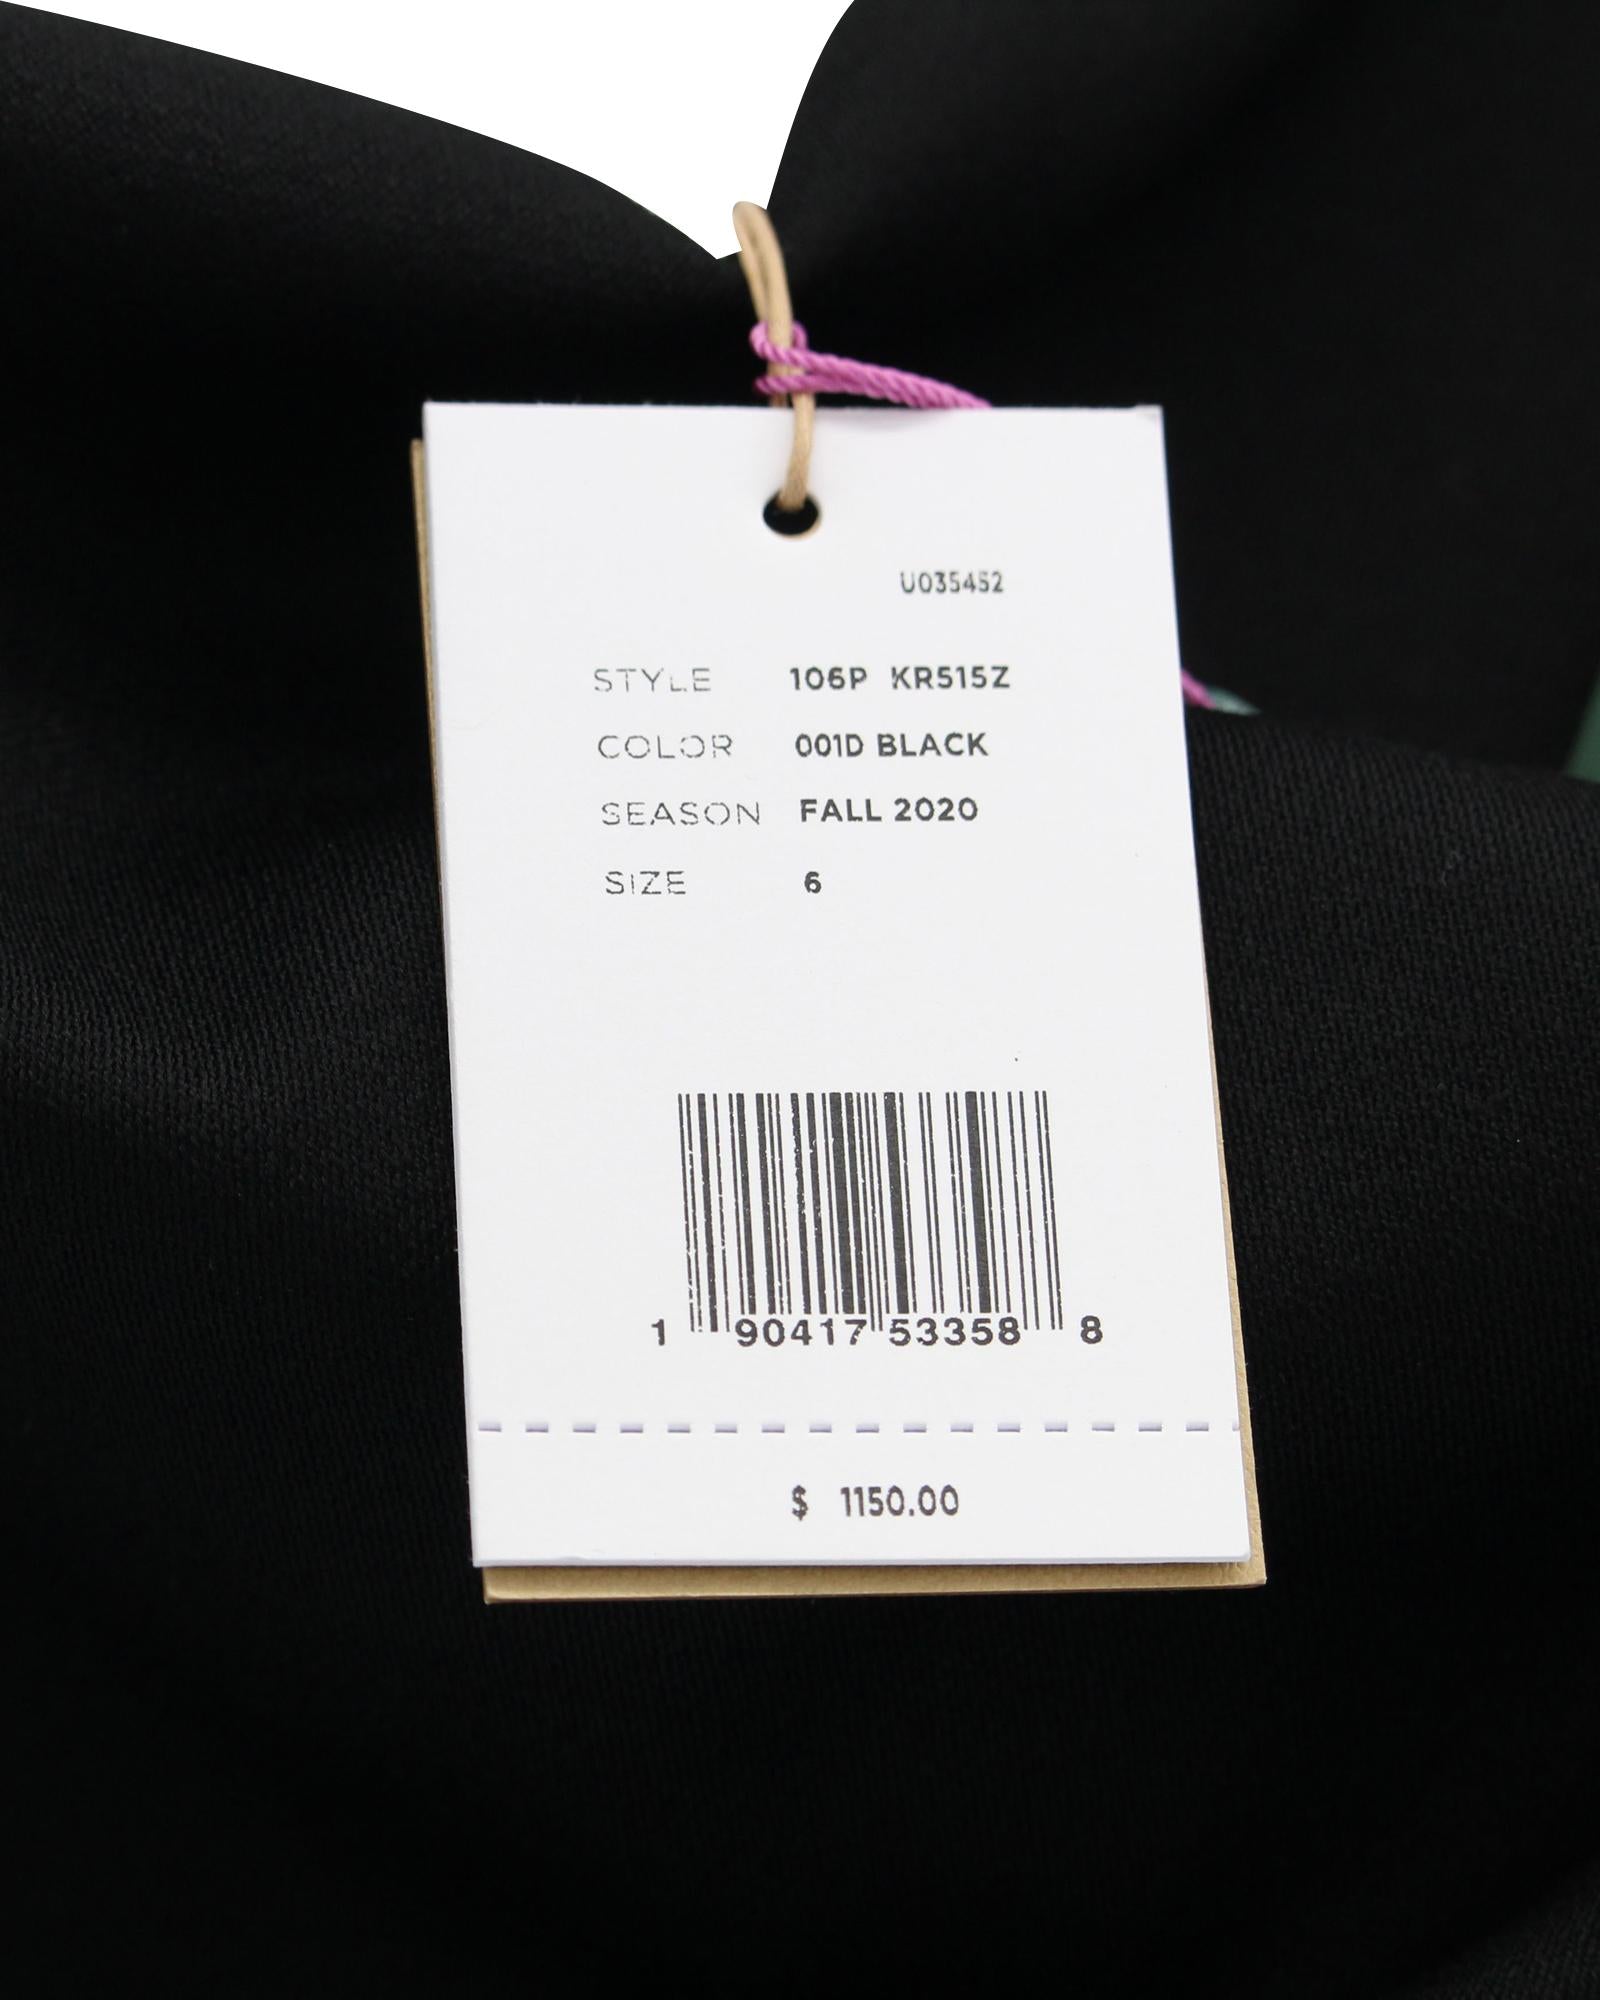 U035452
STYLE 106P KR515Z
COLOR 001D BLACK
SEASON FALL 2020
SIZE 6
1 90417 53358 8
$ 1150.00